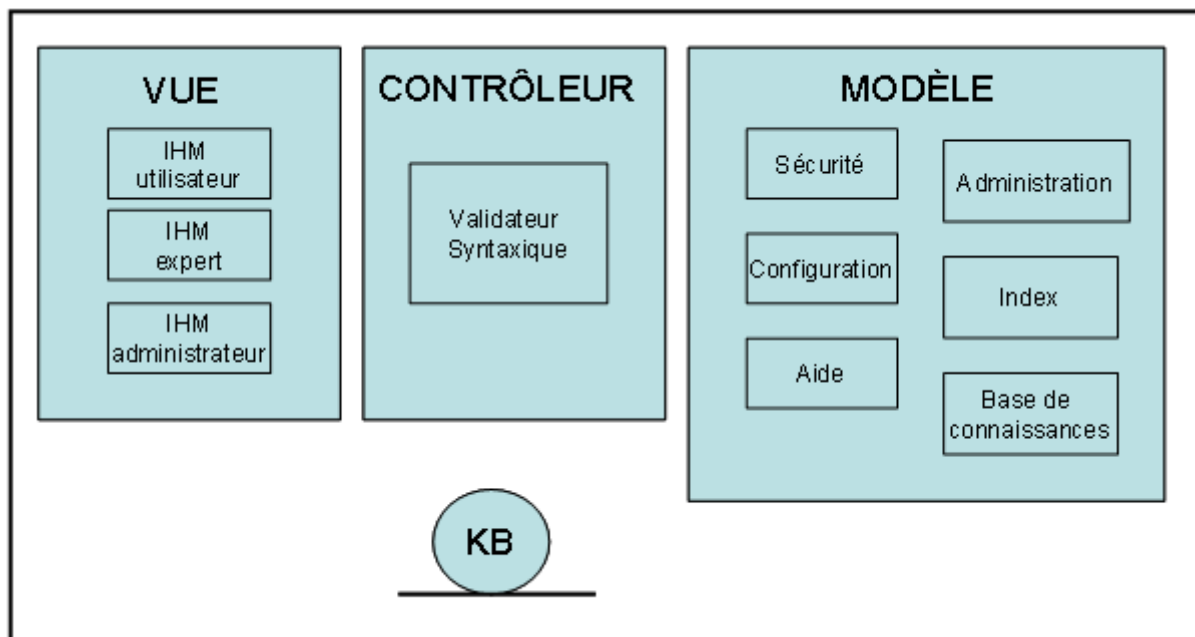 VUE
IHM
utilisateur
IHM
expert
IHM
administrateur
CONTRÔLEUR
Validateur
Syntaxique
MODÈLE
Sécurité
Configuration
Aide
Administration
Index
Base de
connaissances
KB